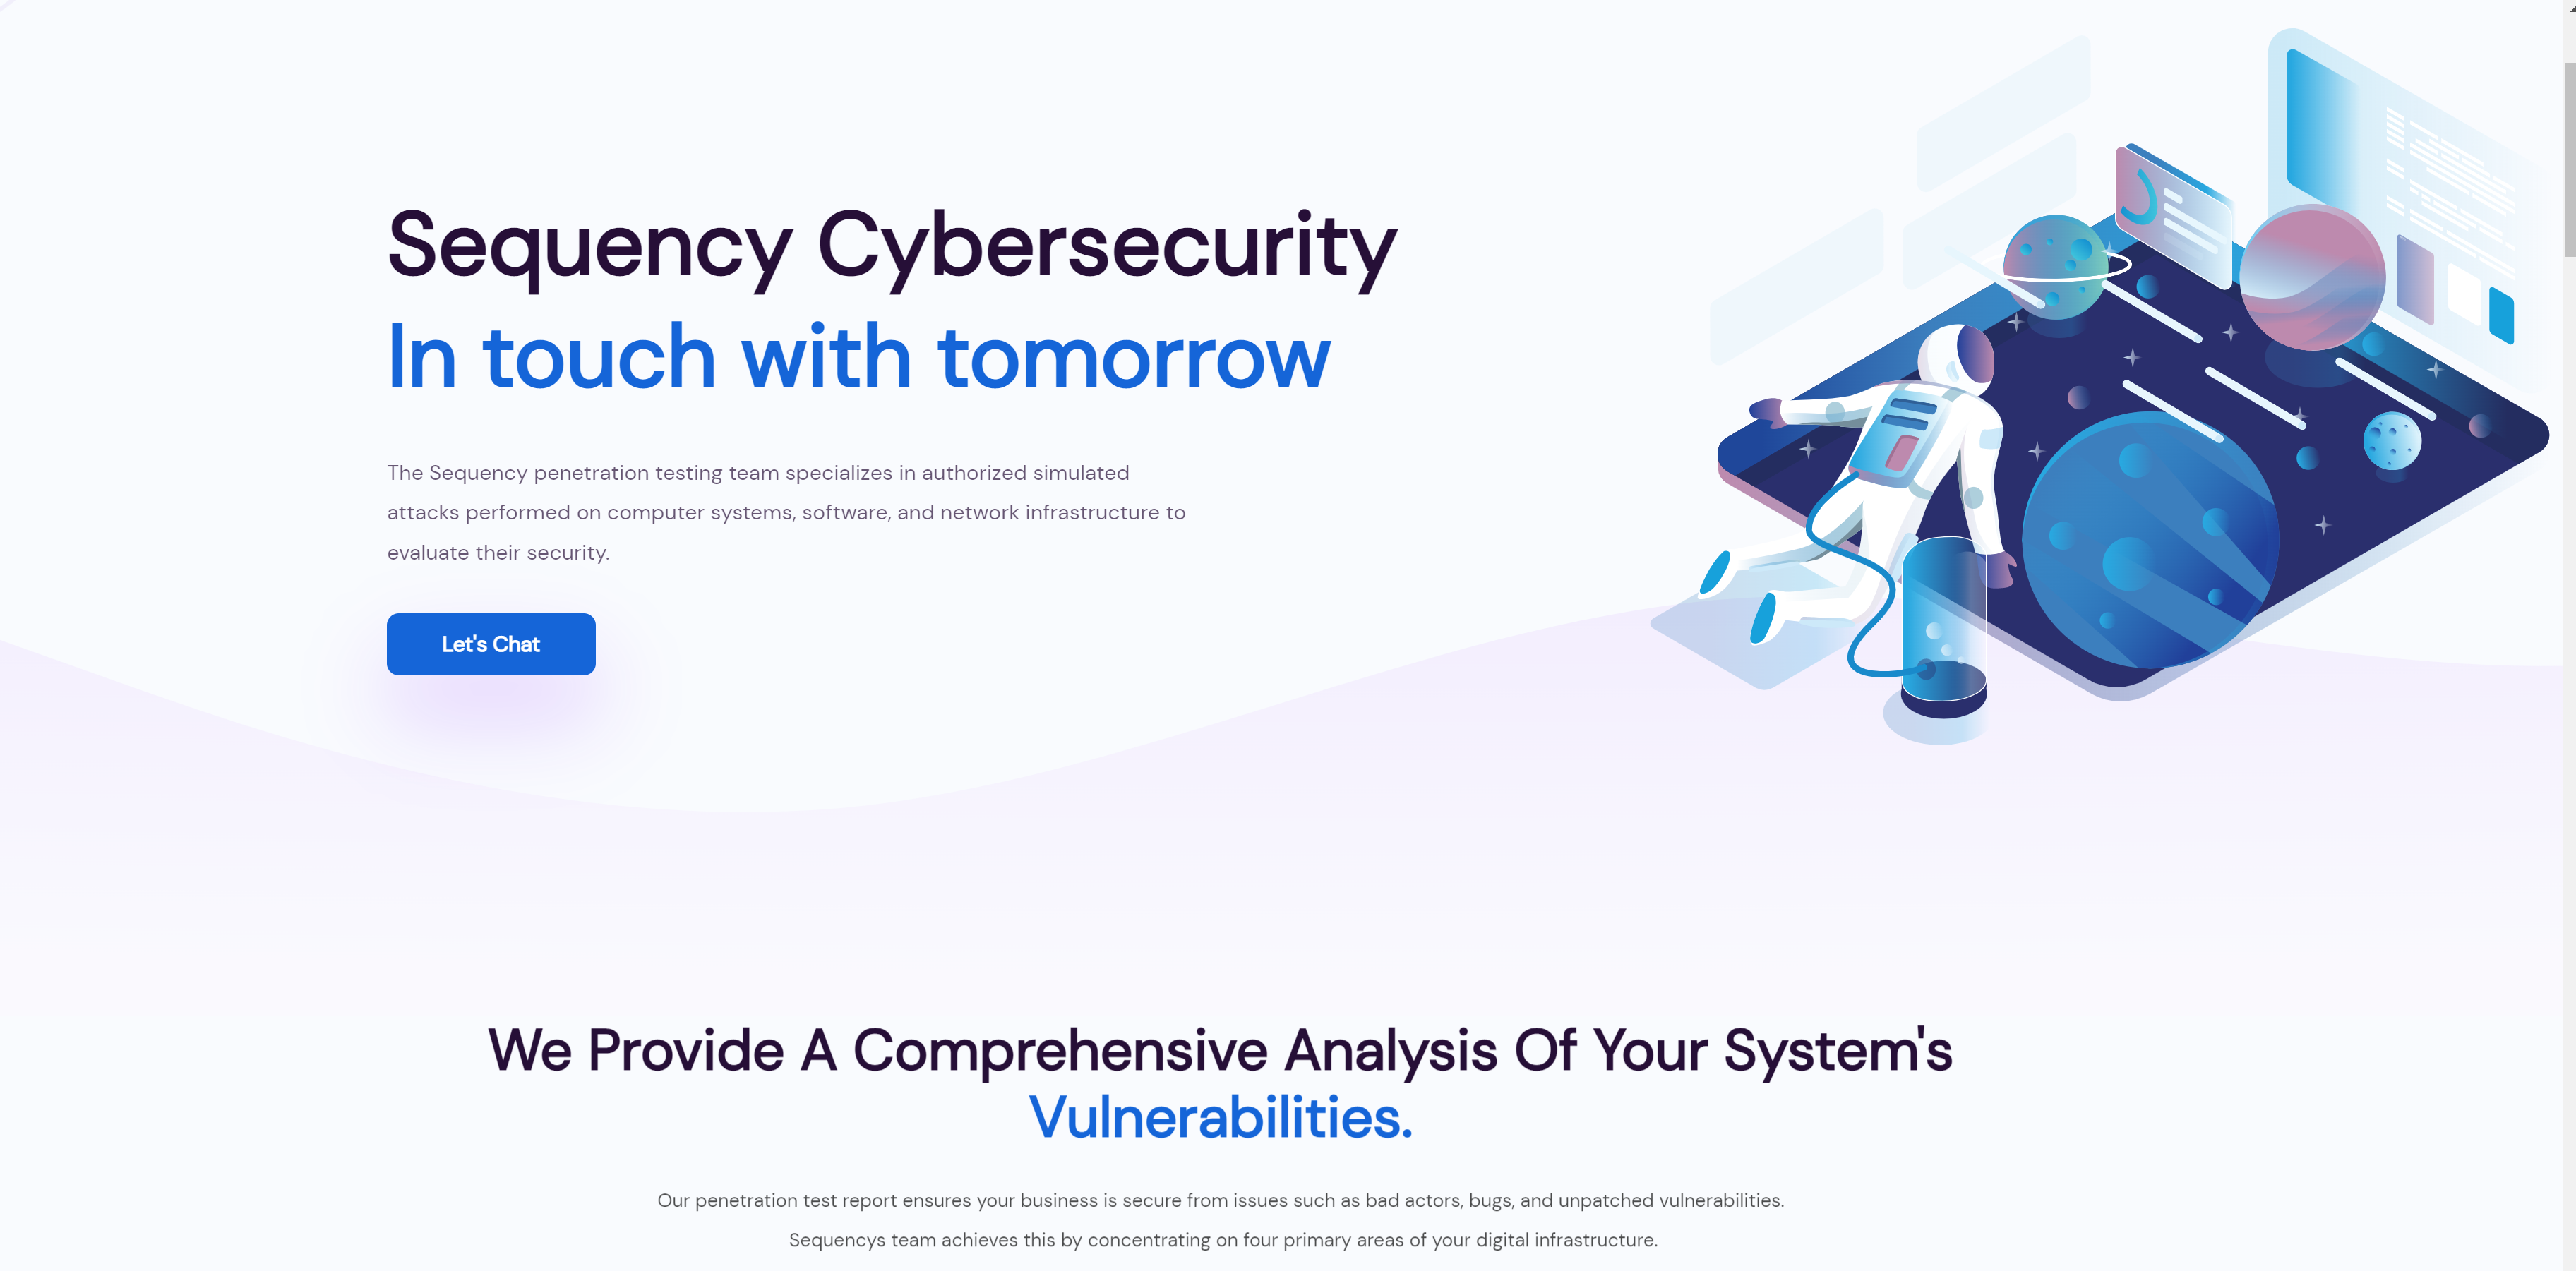 Sequency Cybersecurity
In touch with tomorrow
The Sequency penetration testing team specializes in authorized simulated
attacks performed on computer systems, software, and network infrastructure to
evaluate their security.
Let's Chat
We Provide A Comprehensive Analysis Of Your System's
Vulnerabilities.
Our penetration test report ensures your business is secure from issues such as bad actors, bugs, and unpatched vulnerabilities.
Sequencys team achieves this by concentrating on four primary areas of your digital infrastructure.